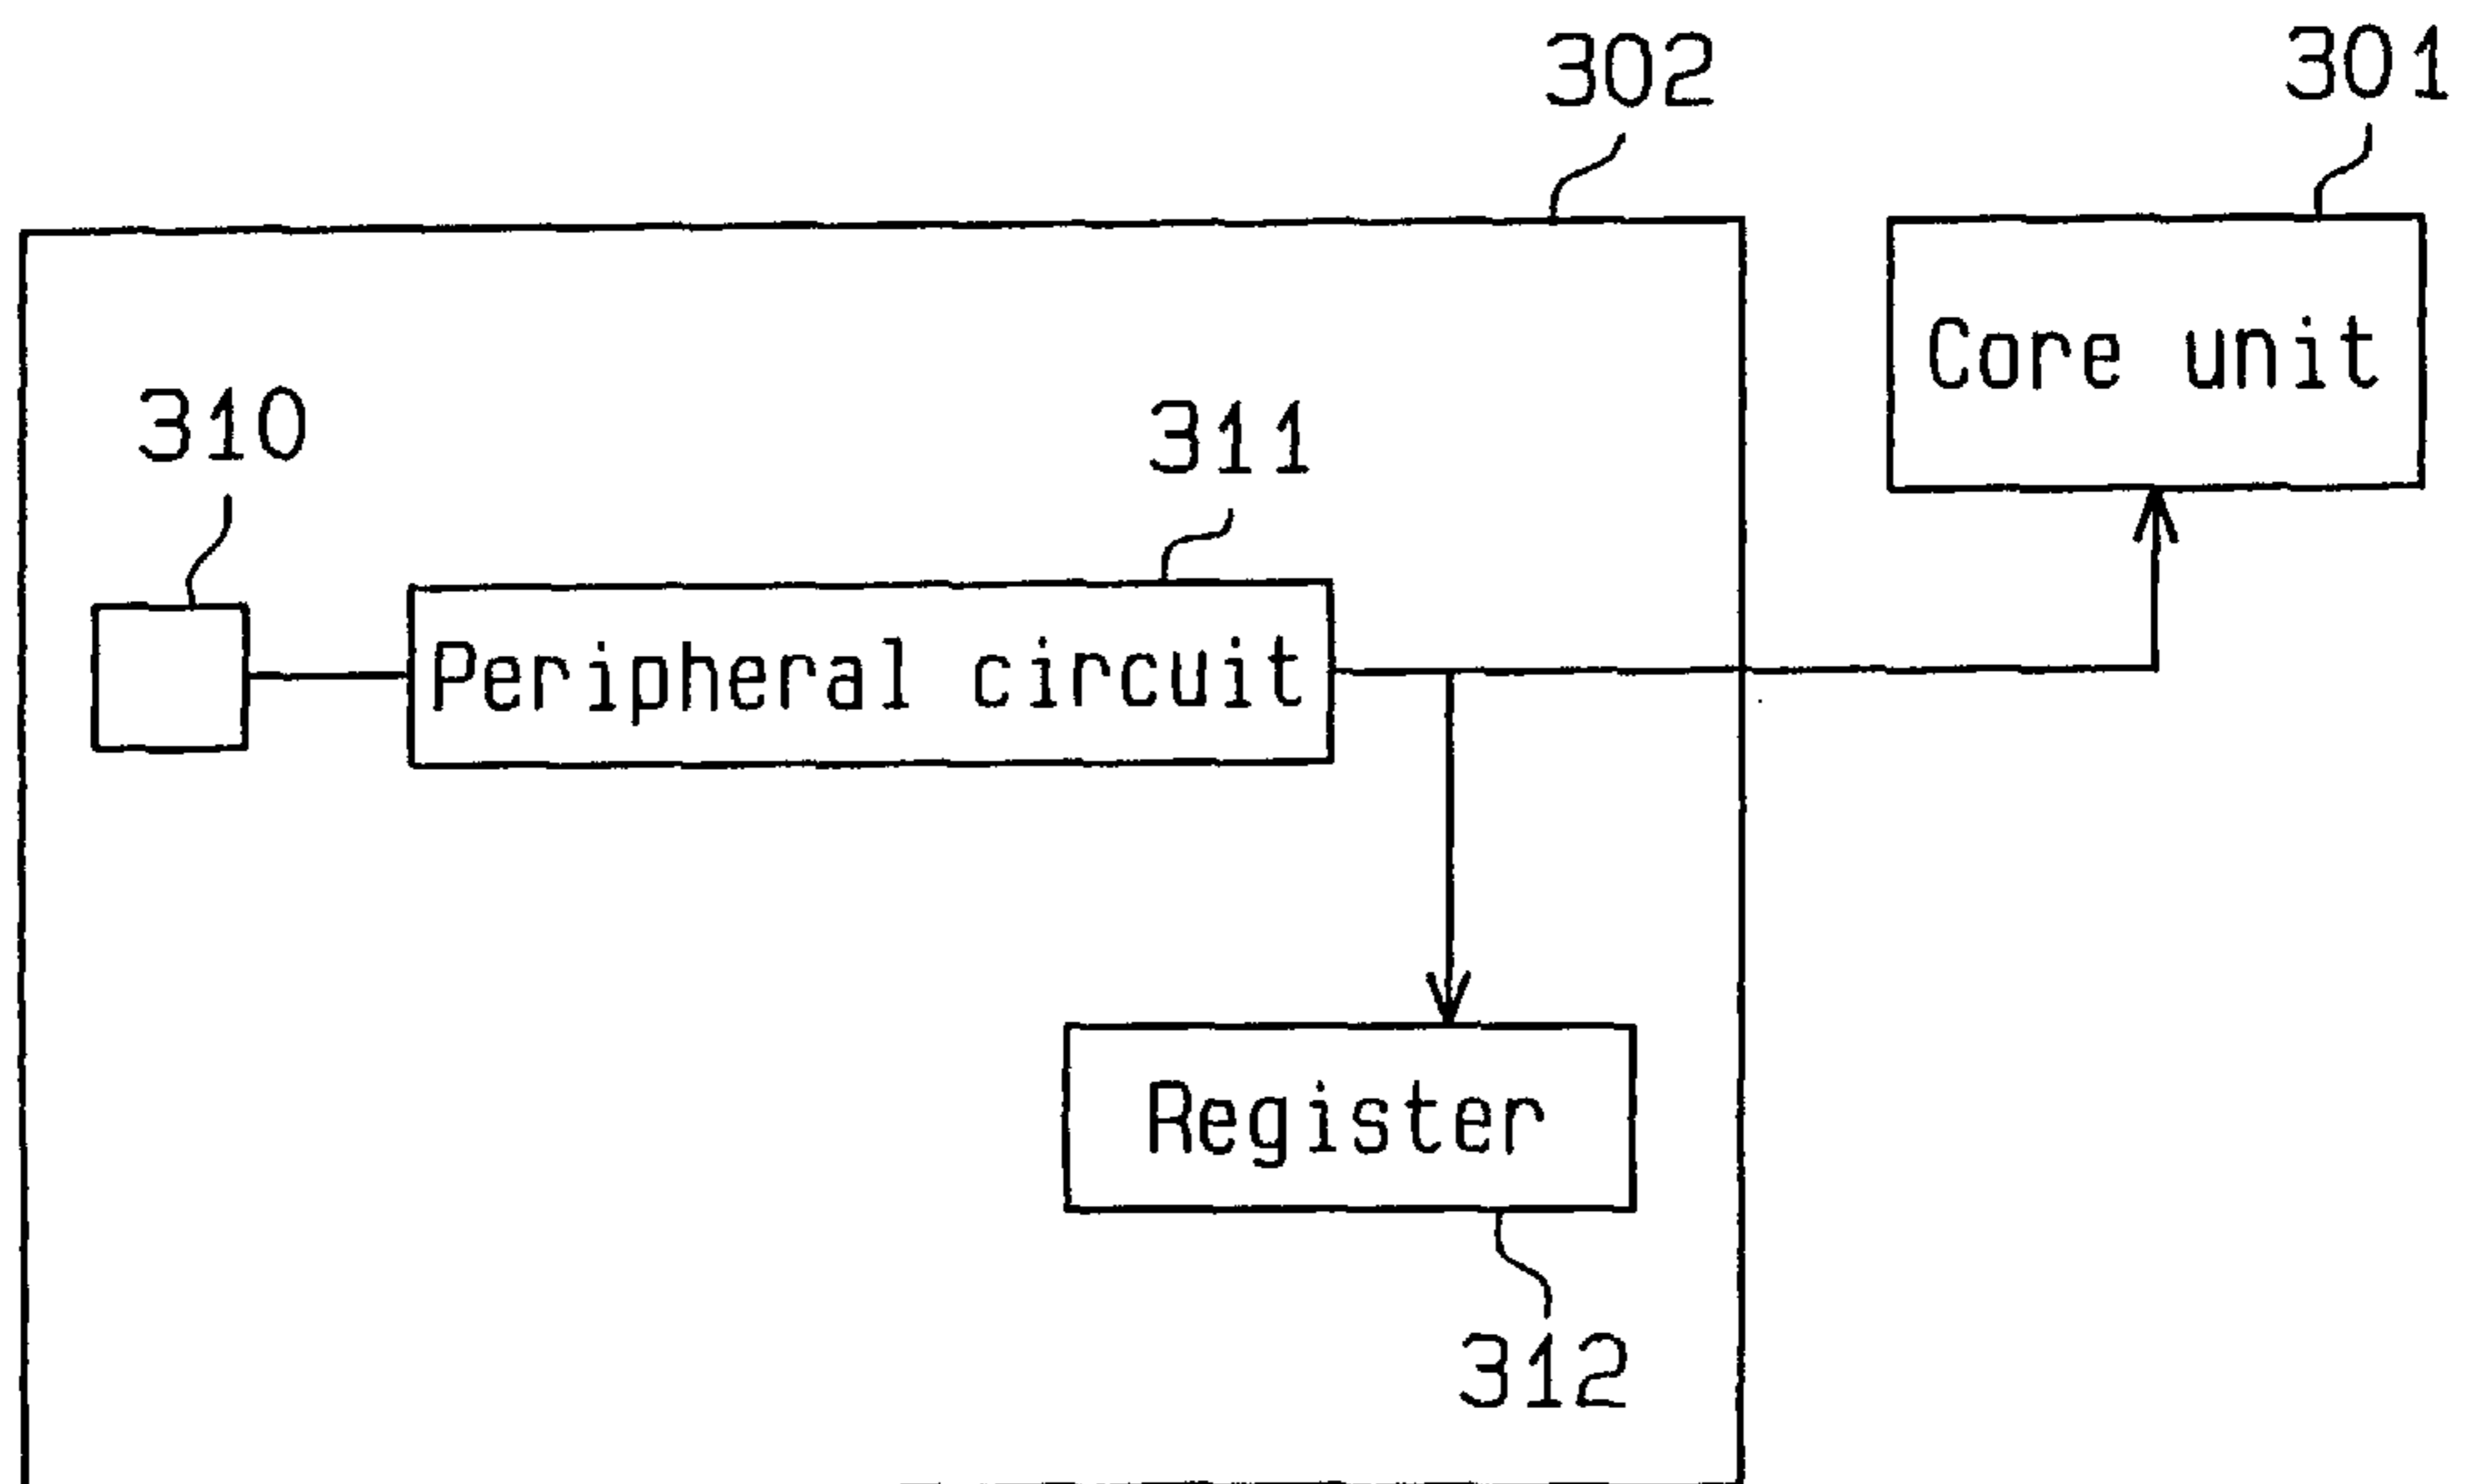 302
301
Core unit
310
311
Peripheral circuit
Register
312